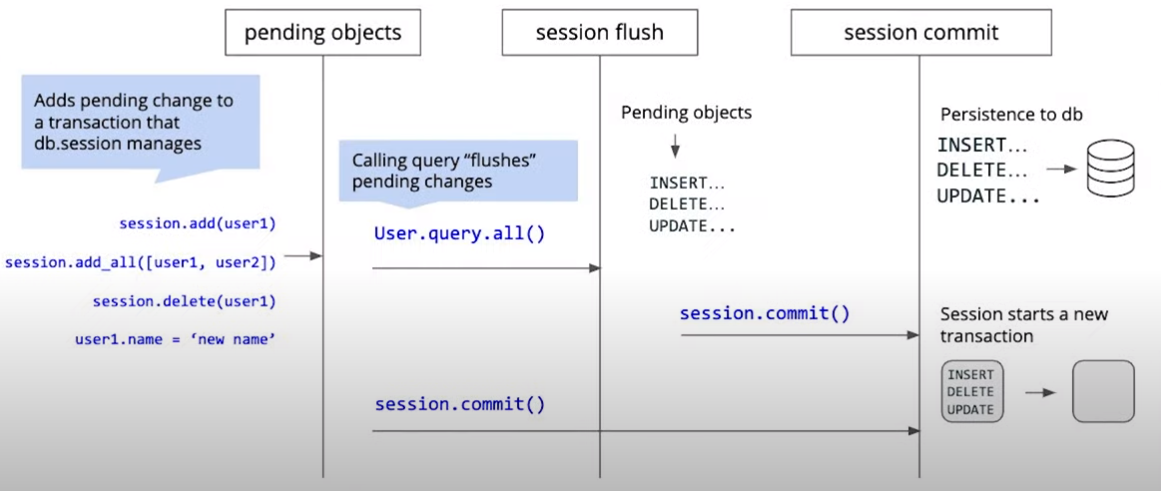 pending objects
session flush
session commit
Adds pending change to
a transaction that
db.session manages
session.add(user1)
session.add_all([user1, user2])
session.delete(user1)
user1.name = ‘new name’
Calling query “flushes”
pending changes
User.query.all()
session.commit()
Pending objects
INSERT...
DELETE...
UPDATE...
session.commit()
Persistence to db
INSERT...
DELETE...
UPDATE...
Session starts a new
transaction
INSERT
DELETE
UPDATE